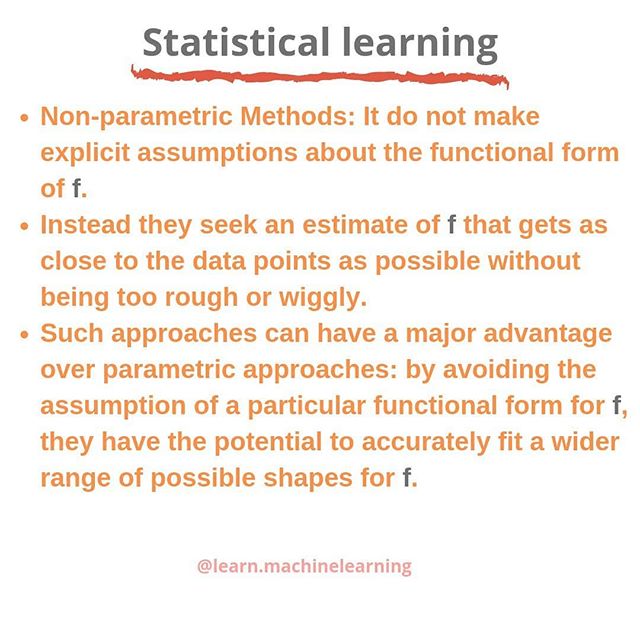 Statistical learning
• Non-parametric Methods: It do not make
explicit assumptions about the functional form
of f.
• Instead they seek an estimate of f that gets as
close to the data points as possible without
being too rough or wiggly.
• Such approaches can have a major advantage
over parametric approaches: by avoiding the
assumption of a particular functional form for f,
they have the potential to accurately fit a wider
range of possible shapes for f.
@learn.machinelearning